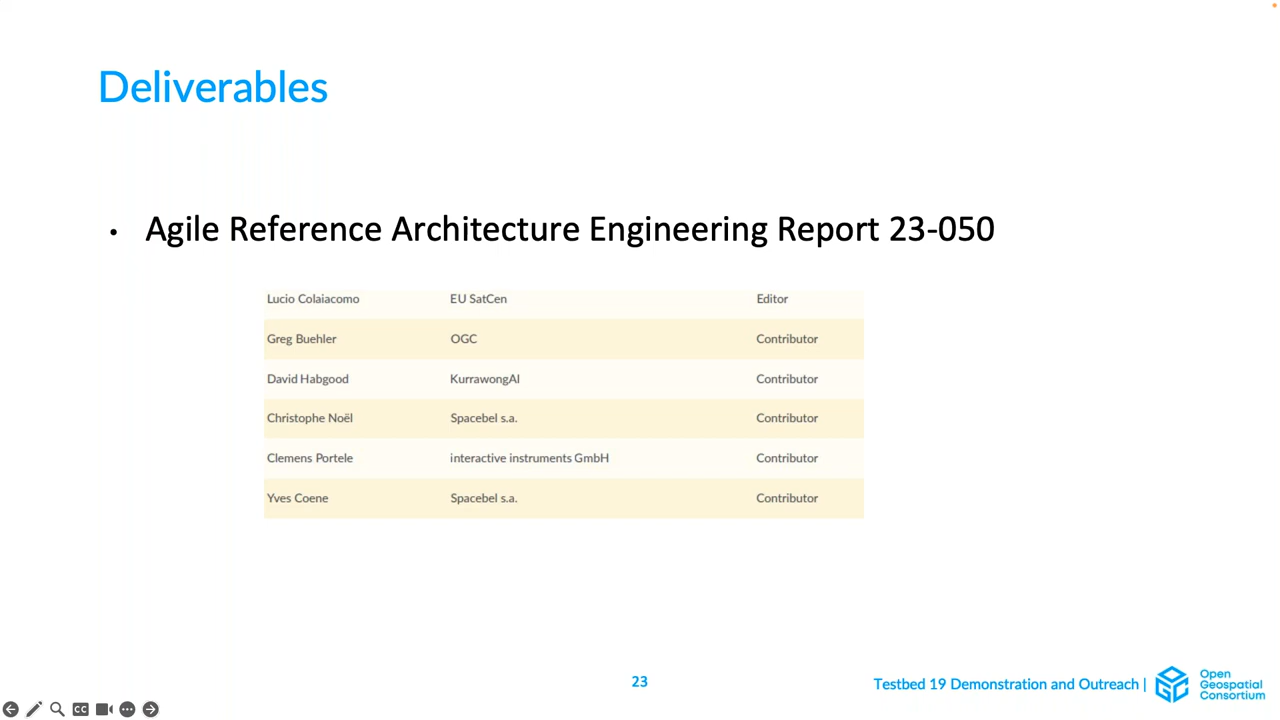 Deliverables
• Agile Reference Architecture Engineering Report 23-050
Lucio Colaiacomo EU SatCen Editor
Greg Buehler OGC Contributor
David Habgood KurrawongAI Contributor
Christophe Noël Spacebel s.a. Contributor
Clemens Portele interactive instruments GmbH Contributor
Yves Coene Spacebel s.a. Contributor
23
Testbed 19 Demonstration and Outreach |
Open
Geospatial
Consortium
CC